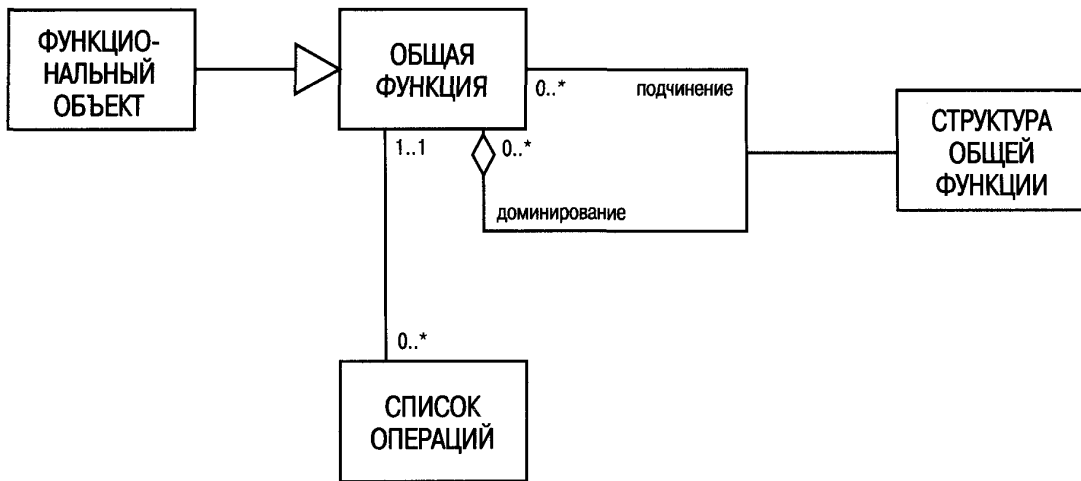 ФУНКЦИО-
НАЛЬНЫЙ
ОБЪЕКТ
ОБЩАЯ
ФУНКЦИЯ
0..*
подчинение
СТРУКТУРА
ОБЩЕЙ
ФУНКЦИИ
1..1
0..*
доминирование
0..*
СПИСОК
ОПЕРАЦИЙ